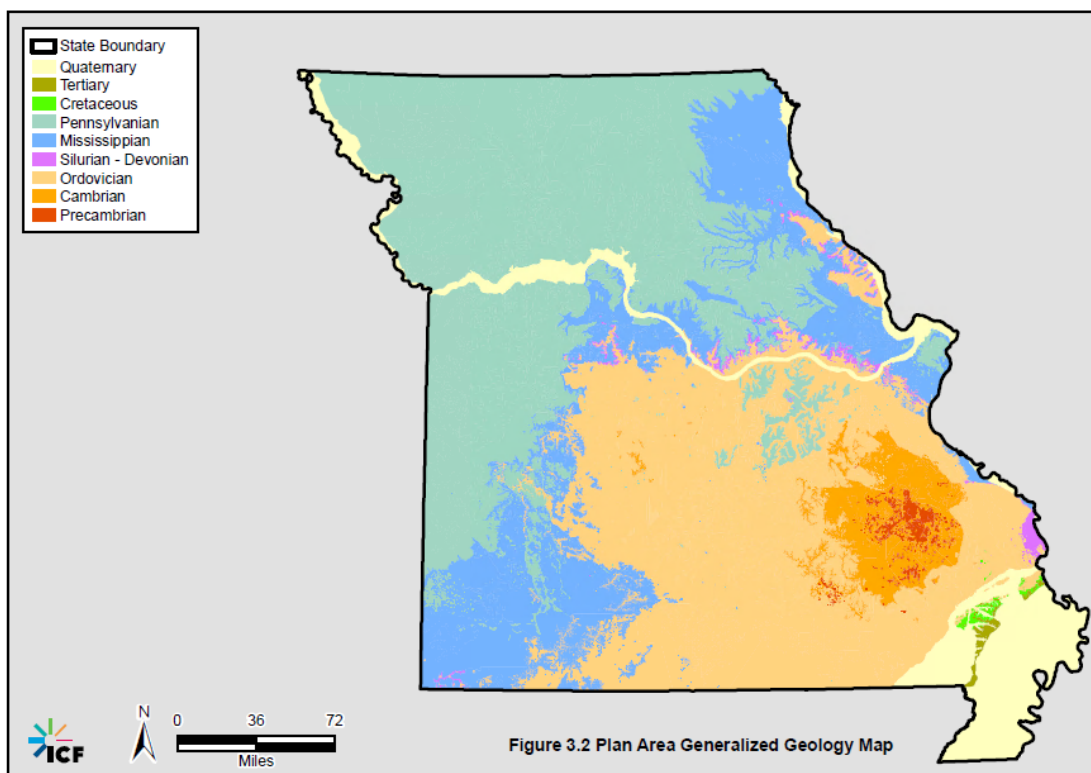 State Boundary
Quaternary
Tertiary
Cretaceous
Pennsylvanian
Mississippian
Silurian - Devonian
Ordovician
Cambrian
Precambrian
ICF
N
0 36 72
Miles
Figure 3.2 Plan Area Generalized Geology Map